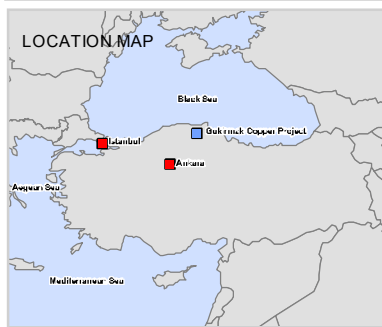 LOCATION MAP
Black Sea
Gokirmak Copper Project
Istanbul
Ankara
Aegean Sea
Mediterranean Sea